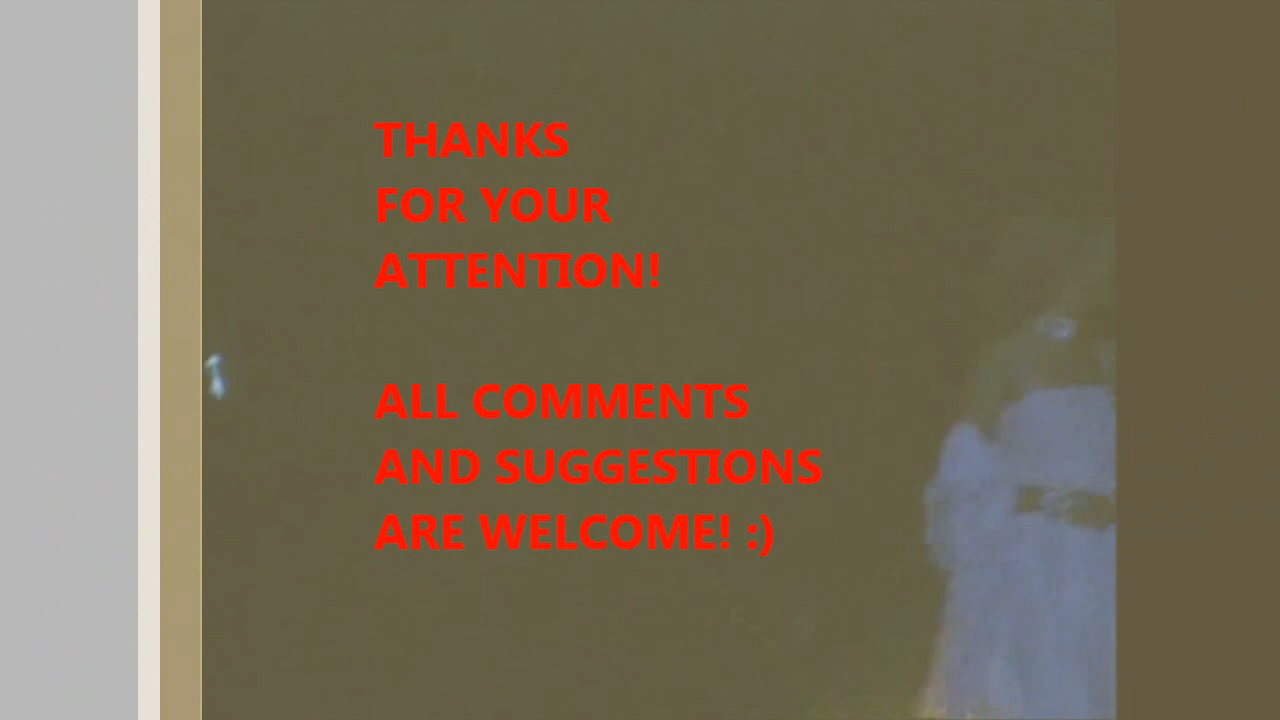 THANKS
FOR YOUR
ATTENTION!
ALL COMMENTS
AND SUGGESTIONS
ARE WELCOME! :)